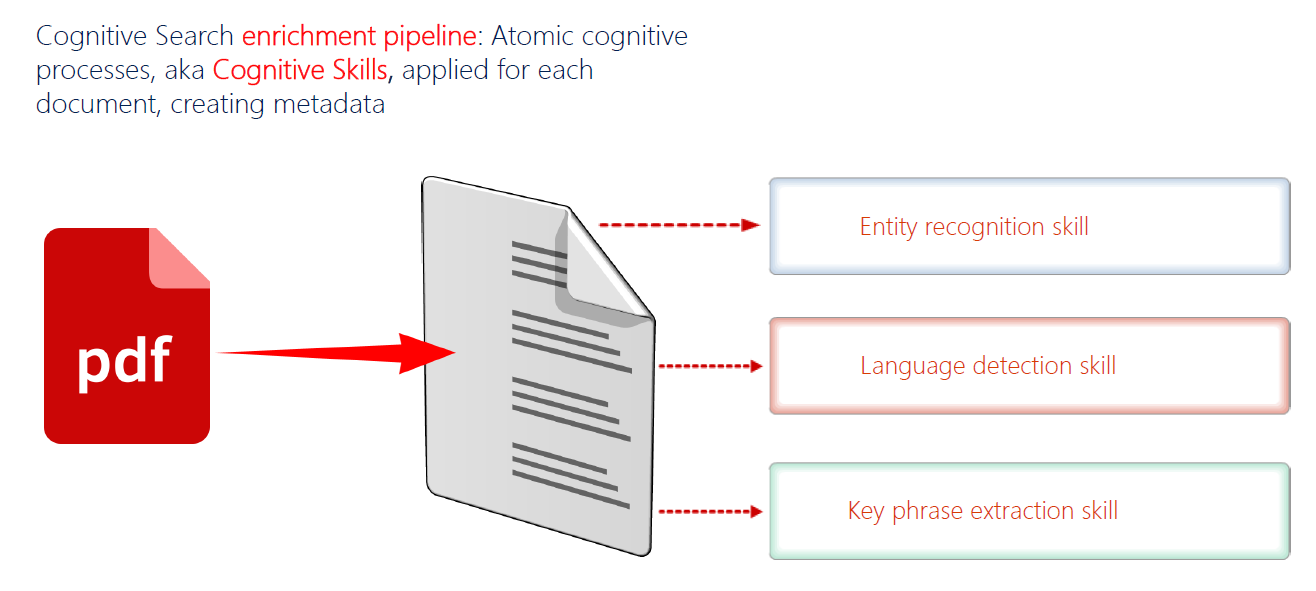 Cognitive Search enrichment pipeline: Atomic cognitive
processes, aka Cognitive Skills, applied for each
document, creating metadata
Entity recognition skill
pdf
Language detection skill
Key phrase extraction skill